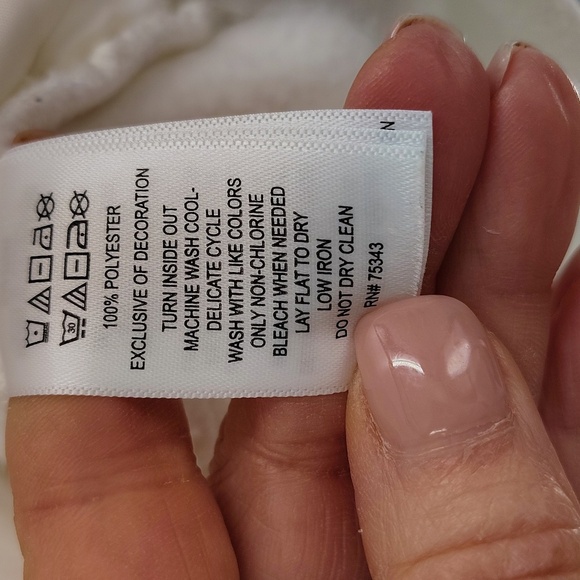 100% POLYESTER
EXCLUSIVE OF DECORATION
TURN INSIDE OUT
MACHINE WASH COOL-
DELICATE CYCLE
WASH WITH LIKE COLORS
ONLY NON-CHLORINE
BLEACH WHEN NEEDED
LAY FLAT TO DRY
LOW IRON
DO NOT DRY CLEAN
RN# 75343
30
N